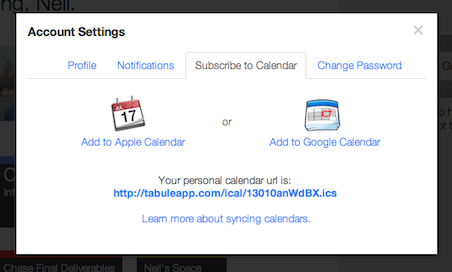 ng, Neil.
Account Settings
×
Profile
Notifications
Subscribe to Calendar
Change Password
17
Add to Apple Calendar
or
Add to Google Calendar
Your personal calendar url is:
http://tabuleapp.com/ical/13010anWdBX.ics
Learn more about syncing calendars.
Chase Final Deliverables
Neil's Space